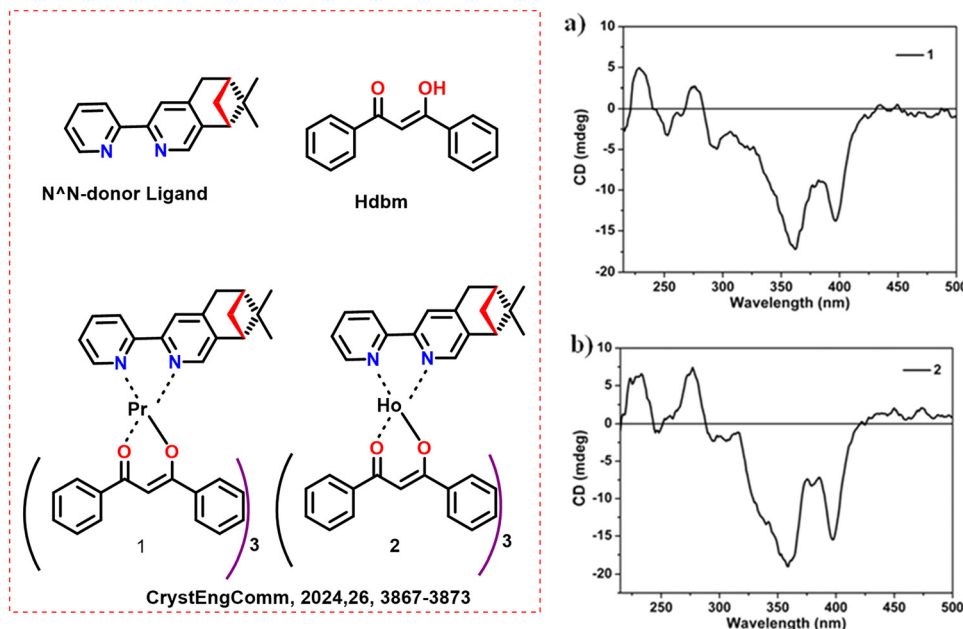 O OH
N N
N^N-donor Ligand Hdbm
N N
Pr
O O
1 3
N N
Ho
O O
2 3
CrystEngComm, 2024,26, 3867-3873
a)
1
10
5
0
-5
-10
-15
-20
CD (mdeg)
250 300 350 400 450 500
Wavelength (nm)
b)
2
10
5
0
-5
-10
-15
-20
CD (mdeg)
250 300 350 400 450 500
Wavelength (nm)